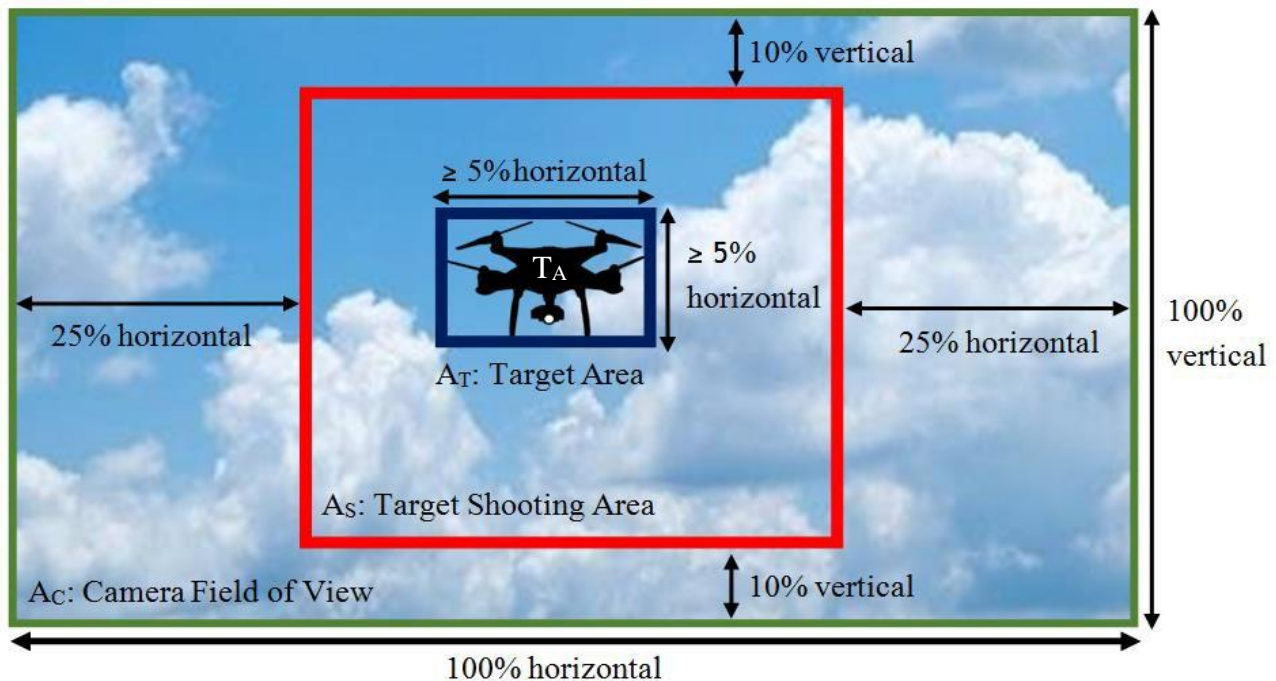 10% vertical
≥ 5%horizontal
TA
≥ 5%
horizontal
25% horizontal
25% horizontal
100%
vertical
AT: Target Area
AS: Target Shooting Area
AC: Camera Field of View
10% vertical
100% horizontal